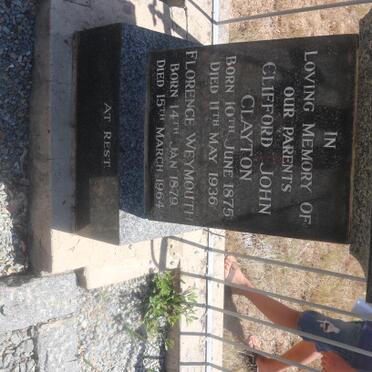 IN
LOVING MEMORY OF
OUR PARENTS
CLIFFORD JOHN
CLAYTON
BORN 10TH JUNE 1875
DIED 11TH MAY 1936
FLORENCE WEYMOUTH
BORN 14TH JAN 1879
DIED 15TH MARCH 1964
AT REST